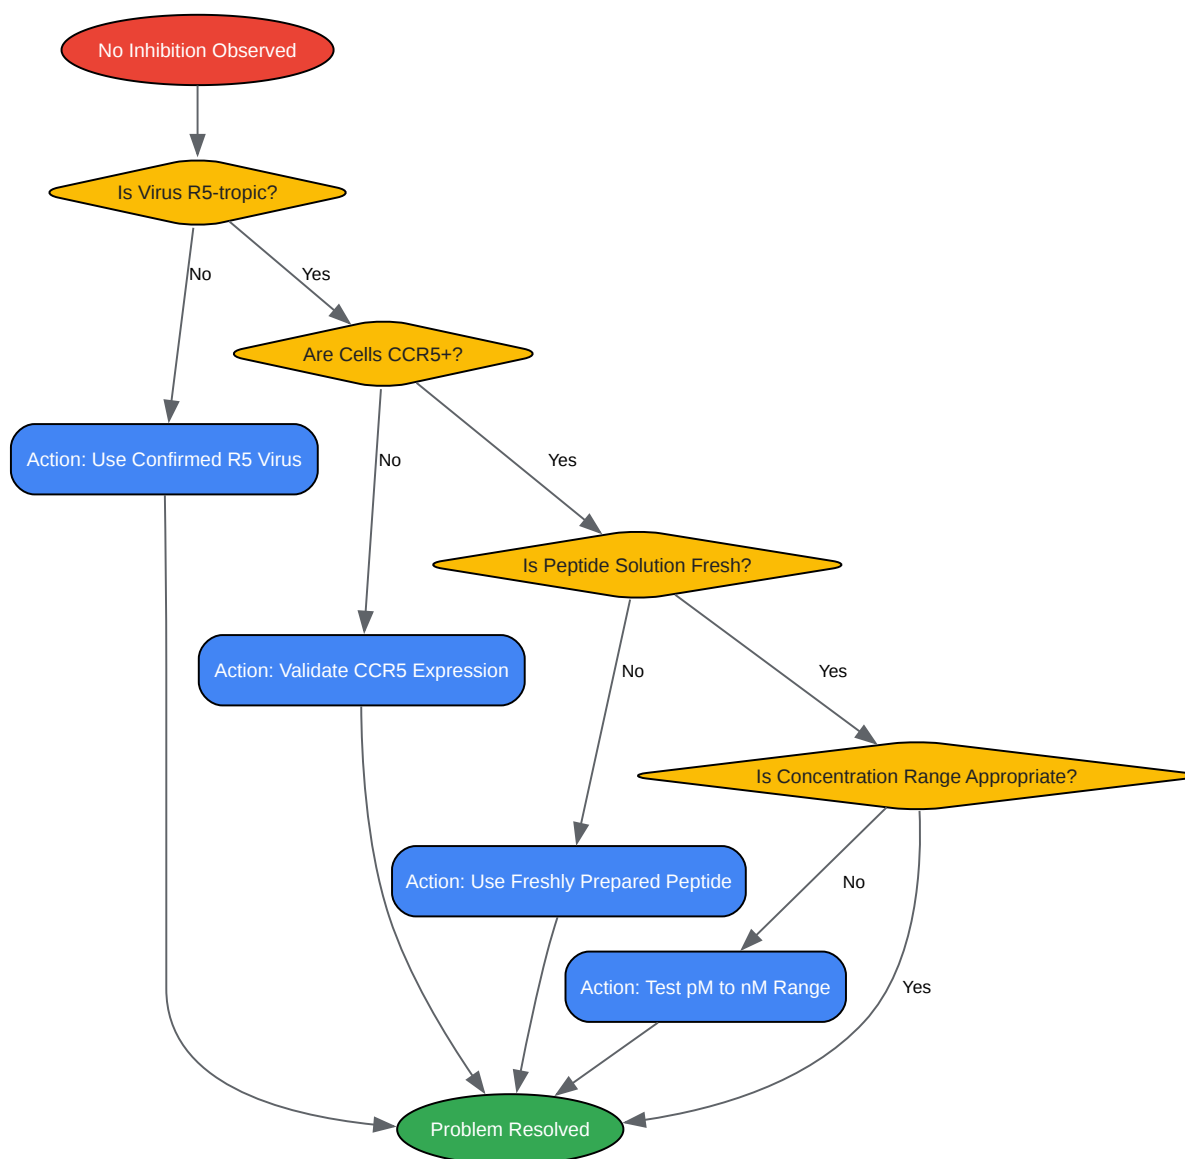 No Inhibition Observed
Is Virus R5-tropic?
No
Yes
Are Cells CCR5+?
Action: Use Confirmed R5 Virus
No
Yes
Is Peptide Solution Fresh?
Action: Validate CCR5 Expression
No
Yes
Is Concentration Range Appropriate?
Action: Use Freshly Prepared Peptide
No
Action: Test pM to nM Range
Yes
Problem Resolved